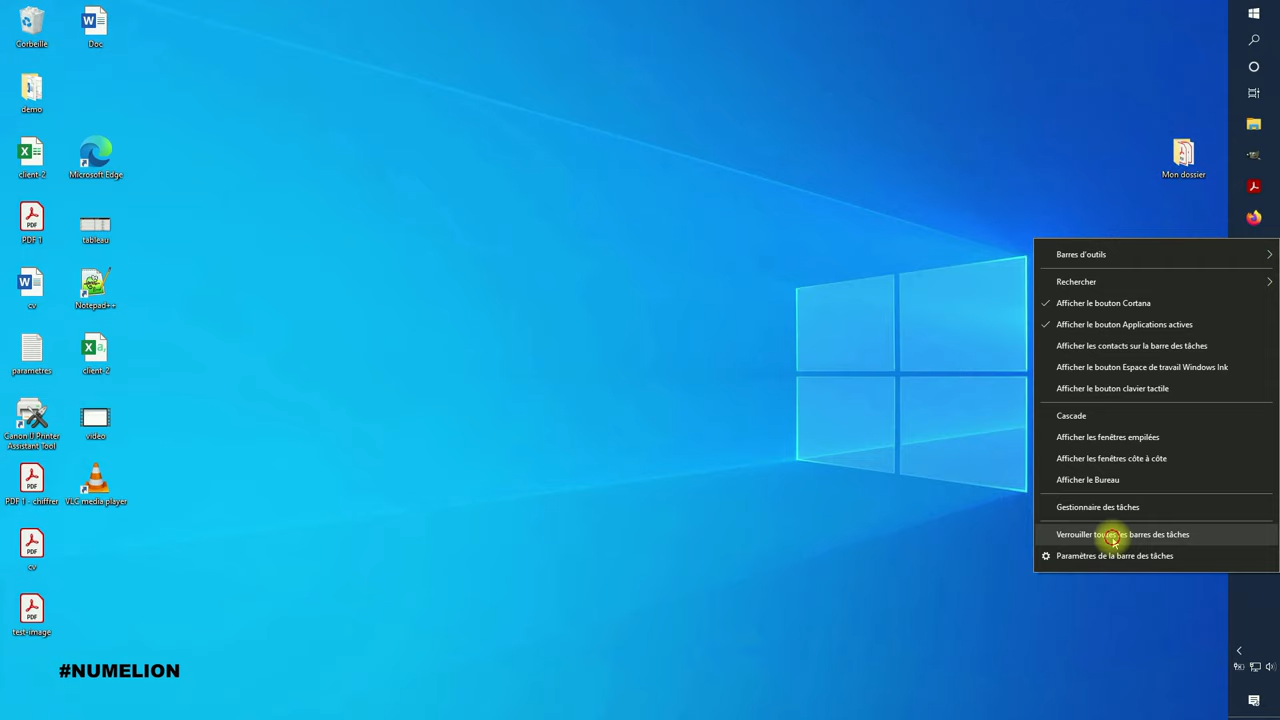 Corbeille
Doc
demo
client-2
Microsoft Edge
PDF 1
tableau
cv
Notepad++
parametres
client-2
Canon IJ Printer
Assistant Tool
video
PDF 1 - chiffrer
VLC media player
cv
test-image
#NUMELION
Mon dossier
Barres d'outils
Rechercher
Afficher le bouton Cortana
Afficher le bouton Applications actives
Afficher les contacts sur la barre des tâches
Afficher le bouton Espace de travail Windows Ink
Afficher le bouton clavier tactile
Cascade
Afficher les fenêtres empilées
Afficher les fenêtres côte à côte
Afficher le Bureau
Gestionnaire des tâches
Verrouiller toutes les barres des tâches
Paramètres de la barre des tâches